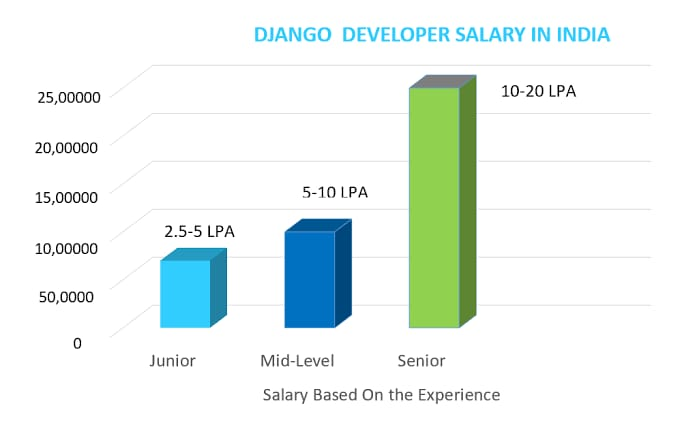 DJANGO  DEVELOPER SALARY IN INDIA
25,00000
20,00000
15,00000
10,00000
50,0000
0
10-20 LPA
5-10 LPA
2.5-5 LPA
Junior
Mid-Level
Senior
Salary Based On the Experience